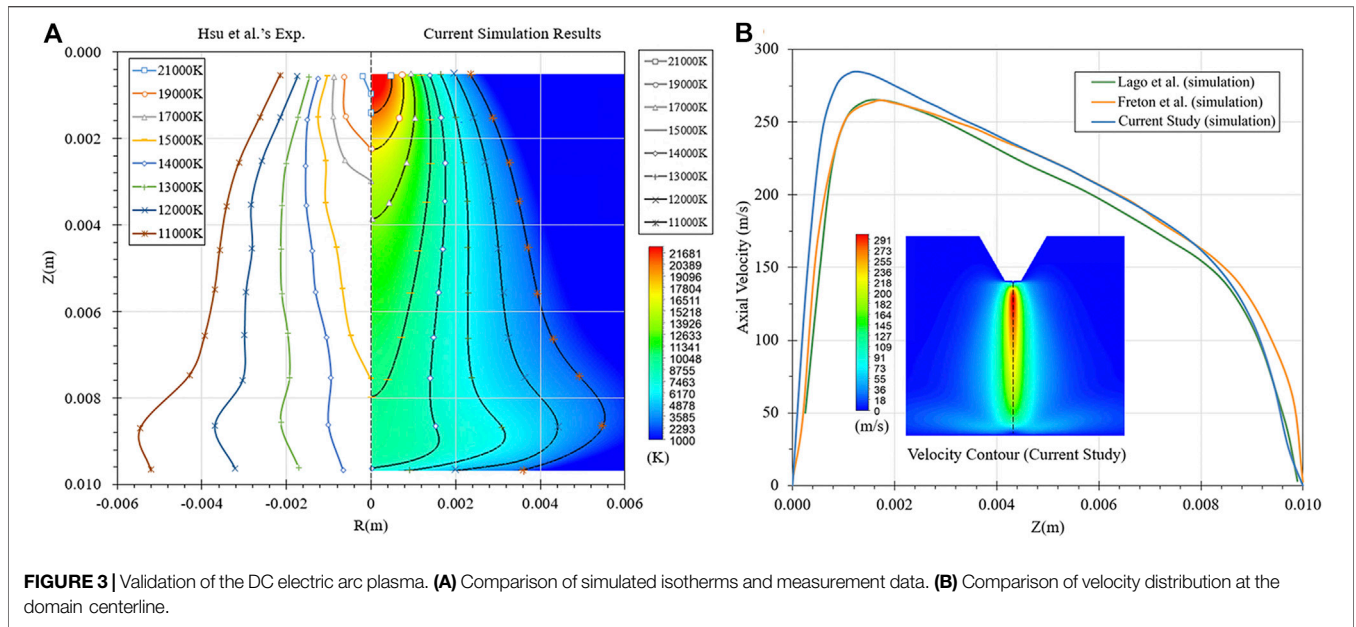 A
Hsu et al.'s Exp.
Current Simulation Results
0.000
0.002
0.004
0.006
0.008
0.010
Z(m)
21000K
19000K
17000K
15000K
14000K
13000K
12000K
11000K
21000K
19000K
17000K
15000K
14000K
13000K
12000K
11000K
21681
20389
19096
17804
16511
15218
13926
12633
11341
10048
8755
7463
6170
4878
3585
2293
1000
(K)
-0.006
-0.004
-0.002
0
0.002
0.004
0.006
R(m)
B
300
250
200
150
100
50
0
Axial Velocity (m/s)
Lago et al. (simulation)
Freton et al. (simulation)
Current Study (simulation)
291
273
255
236
218
200
182
164
145
127
109
91
73
55
36
18
0
(m/s)
Velocity Contour (Current Study)
0.000
0.002
0.004
0.006
0.008
0.010
Z(m)
FIGURE 3 | Validation of the DC electric arc plasma. (A) Comparison of simulated isotherms and measurement data. (B) Comparison of velocity distribution at the
domain centerline.